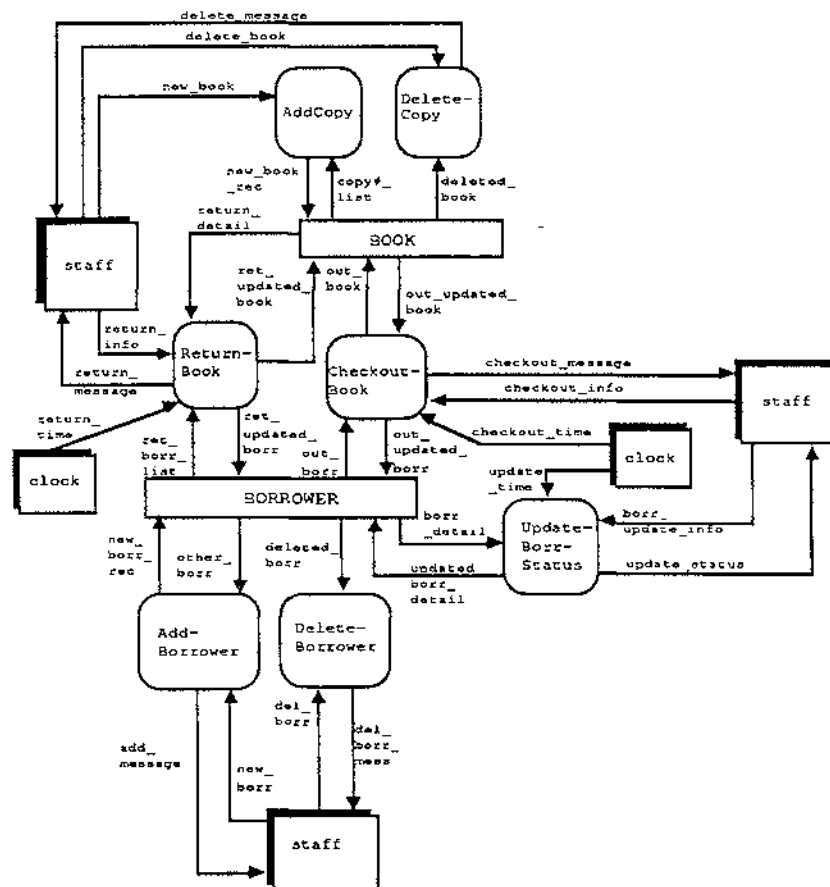 delete_message
delete_book
new_book
AddCopy
Delete-
Copy
new_book
_rec
copy#_
list
deleted_
book
return_
detail
BOOK
staff
ret_
updated_
book
out_
book
out_updated_
book
return_
info
Return-
Book
Checkout-
Book
checkout_message
return_
message
checkout_info
staff
return_
time
ret_
borr_
list
ret_
updated_
borr
out_
borr
out_
updated_
borr
checkout_time
clock
clock
update
_time
BORROWER
new_
borr_
rec
other_
borr
deleted_
borr
borr
_detail
Update-
Borr-
Status
borr_
update_info
updated
borr_
detail
update_status
Add-
Borrower
Delete-
Borrower
add_
message
new_
borr
del_
borr
del_
borr_
mess
staff